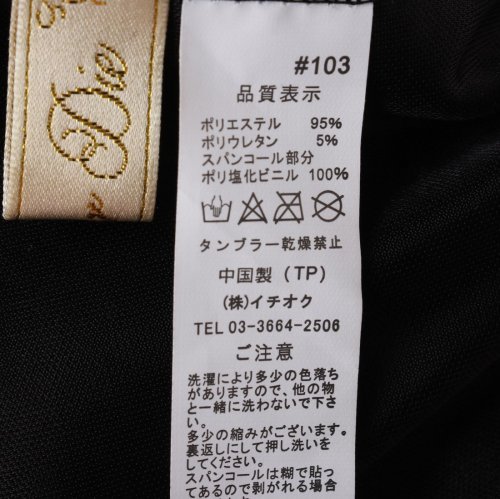 Die
#103
品質表示
ポリエステル 95%
ポリウレタン 5%
スパンコール部分
ポリ塩化ビニル 100%
タンブラー乾燥禁止
中国製 (TP)
(株)イチオク
TEL 03-3664-2506
ご注意
洗濯により多少の色落ち
がありますので、他の物
と一緒に洗わないで下さ
い。
多少の縮みがございます。
裏返しにして押し洗いを
してください。
スパンコールは糊で貼っ
てあるので剥がれる場合